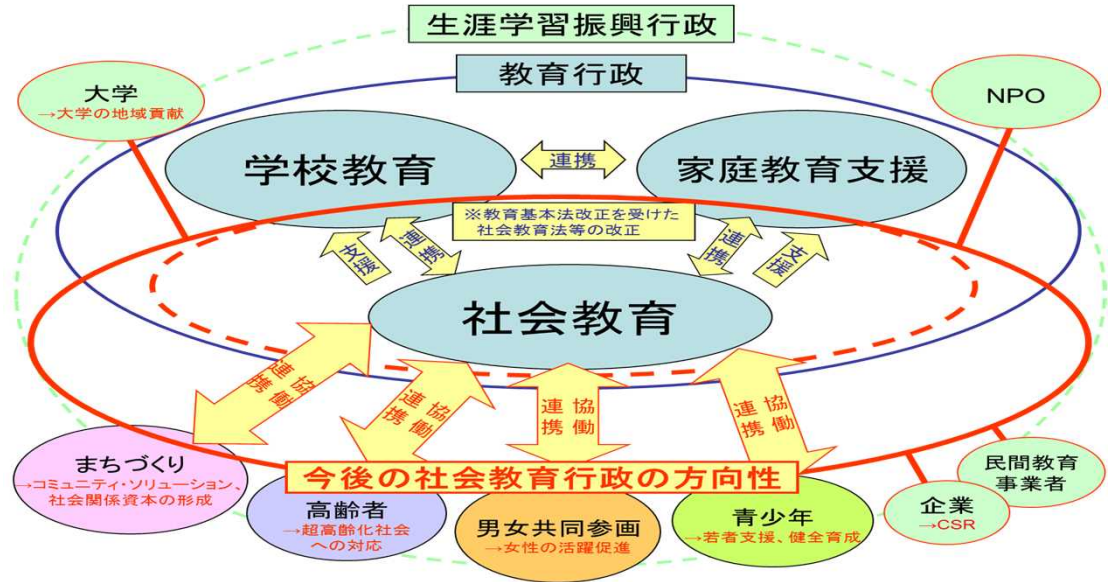 生涯学習振興行政
教育行政
大学
→大学の地域貢献
NPO
学校教育
連携
家庭教育支援
※教育基本法改正を受けた
社会教育法等の改正
支援
連携
連携
支援
社会教育
連携
協働
連携
協働
連携
協働
連携
協働
今後の社会教育行政の方向性
まちづくり
→コミュニティ・ソリューション、
社会関係資本の形成
高齢者
→超高齢化社会
への対応
男女共同参画
→女性の活躍促進
青少年
→若者支援、健全育成
企業
→CSR
民間教育
事業者